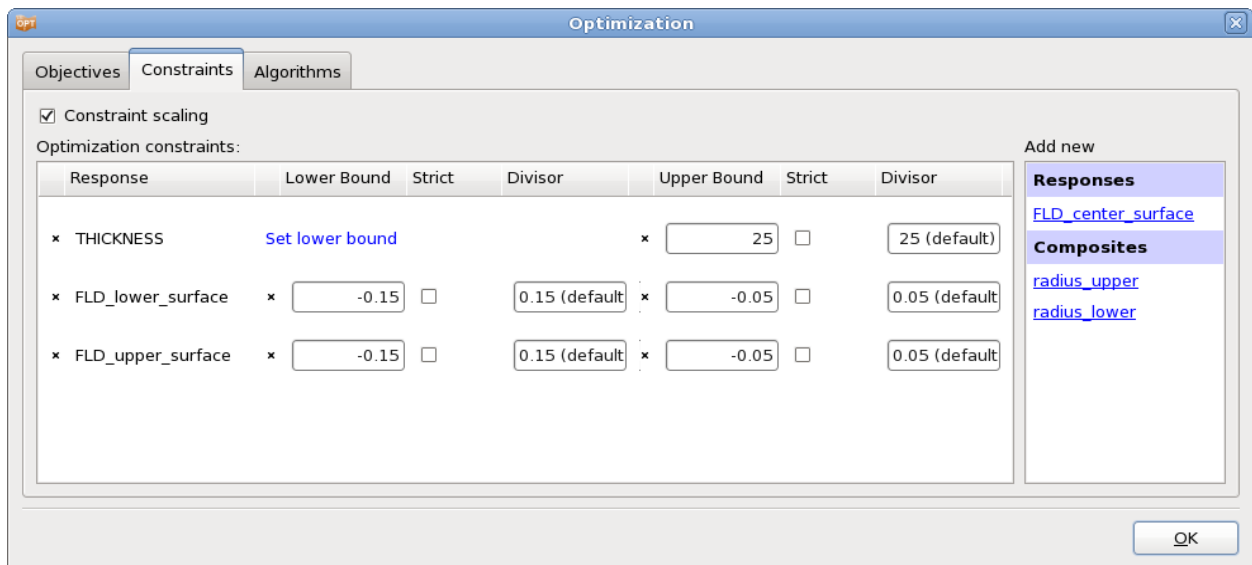 OPT Optimization
Objectives Constraints Algorithms
Constraint scaling
Optimization constraints: Add new
Response Lower Bound Strict Divisor Upper Bound Strict Divisor Responses
FLD_center_surface
THICKNESS Set lower bound 25 25 (default) Composites
radius_upper
FLD_lower_surface -0.15 0.15 (default -0.05 0.05 (default
radius_lower
FLD_upper_surface -0.15 0.15 (default -0.05 0.05 (default
OK